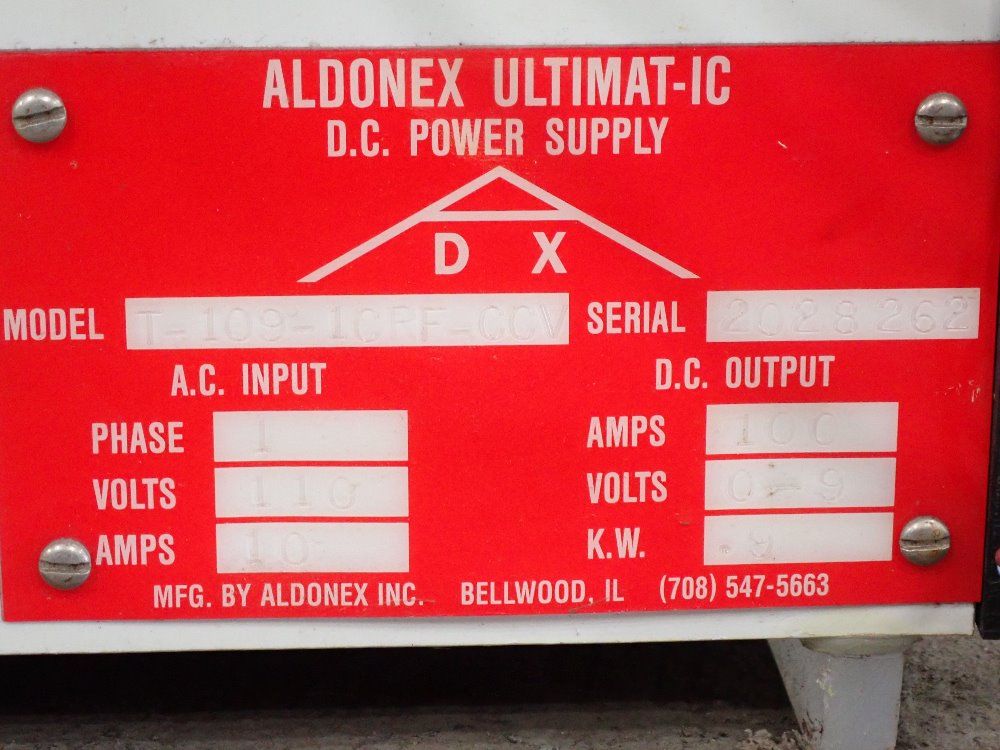 ALDONEX ULTIMAT-IC
D.C. POWER SUPPLY
D X
MODEL T-109-1CPF-CCV SERIAL 2028262
A.C. INPUT D.C. OUTPUT
PHASE 1 AMPS 100
VOLTS 110 VOLTS 0-9
AMPS 10 K.W. .9
MFG. BY ALDONEX INC. BELLWOOD, IL (708) 547-5663